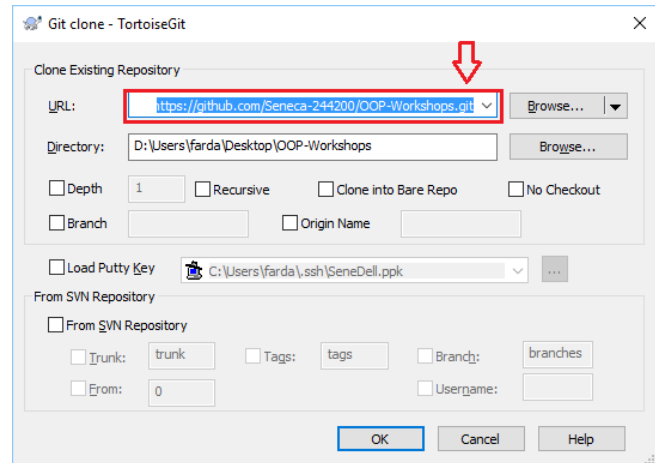 Git clone - TortoiseGit
Clone Existing Repository
URL: https://github.com/Seneca-244200/OOP-Workshops.git Browse...
Directory: D:\Users\farda\Desktop\OOP-Workshops Browse...
Depth 1 Recursive Clone into Bare Repo No Checkout
Branch Origin Name
Load Putty Key C:\Users\farda\.ssh\SeneDell.ppk ...
From SVN Repository
From SVN Repository
Trunk: trunk Tags: tags Branch: branches
From: 0 Username:
OK Cancel Help